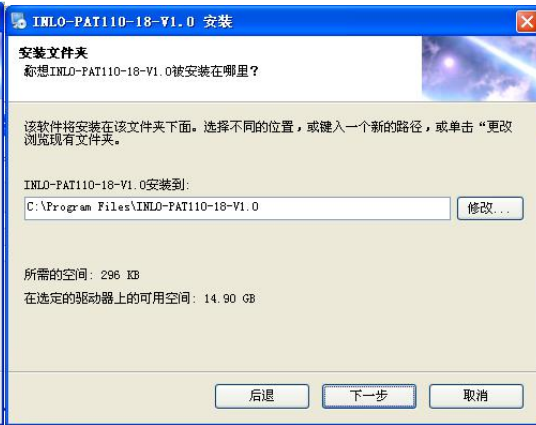 INLO-PAT110-18-V1.0 安装
安装文件夹
你想INLO-PAT110-18-V1.0被安装在哪里?
该软件将安装在该文件夹下面。选择不同的位置,或键入一个新的路径,或单击“更改
浏览现有文件夹。
INLO-PAT110-18-V1.0安装到:
C:\Program Files\INLO-PAT110-18-V1.0
修改...
所需的空间: 296 KB
在选定的驱动器上的可用空间: 14.90 GB
后退
下一步
取消